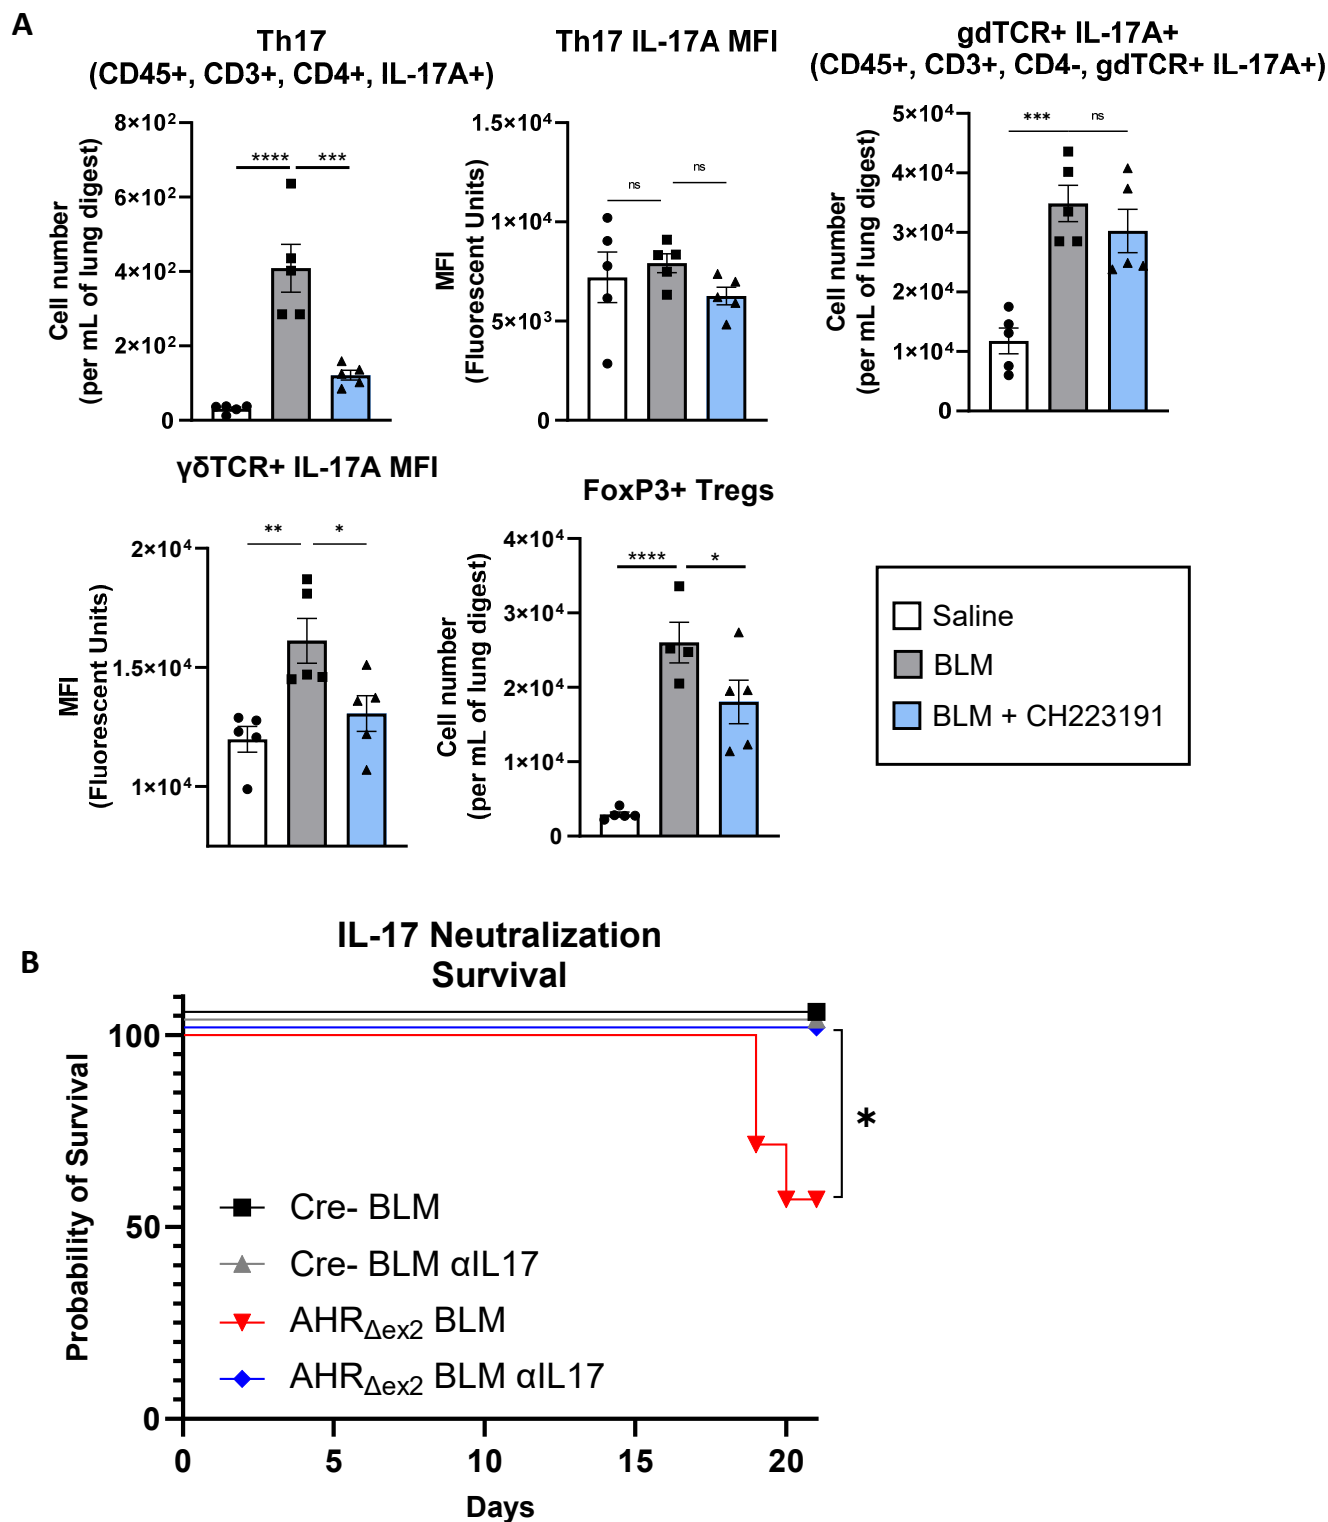 A
Th17
(CD45+, CD3+, CD4+, IL-17A+)
Cell number
(per mL of lung digest)
8×10²
6×10²
4×10²
2×10²
0
**** ***
Th17 IL-17A MFI
MFI
(Fluorescent Units)
1.5×10⁴
1×10⁴
5×10³
0
ns ns
gdTCR+ IL-17A+
(CD45+, CD3+, CD4-, gdTCR+ IL-17A+)
Cell number
(per mL of lung digest)
5×10⁴
4×10⁴
3×10⁴
2×10⁴
1×10⁴
0
*** ns
γδTCR+ IL-17A MFI
MFI
(Fluorescent Units)
2×10⁴
1.5×10⁴
1×10⁴
** *
FoxP3+ Tregs
Cell number
(per mL of lung digest)
4×10⁴
3×10⁴
2×10⁴
1×10⁴
0
**** *
Saline
BLM
BLM + CH223191
B
IL-17 Neutralization
Survival
Probability of Survival
100
50
0
*
Cre- BLM
Cre- BLM αIL17
AHR_Δex2 BLM
AHR_Δex2 BLM αIL17
0 5 10 15 20
Days